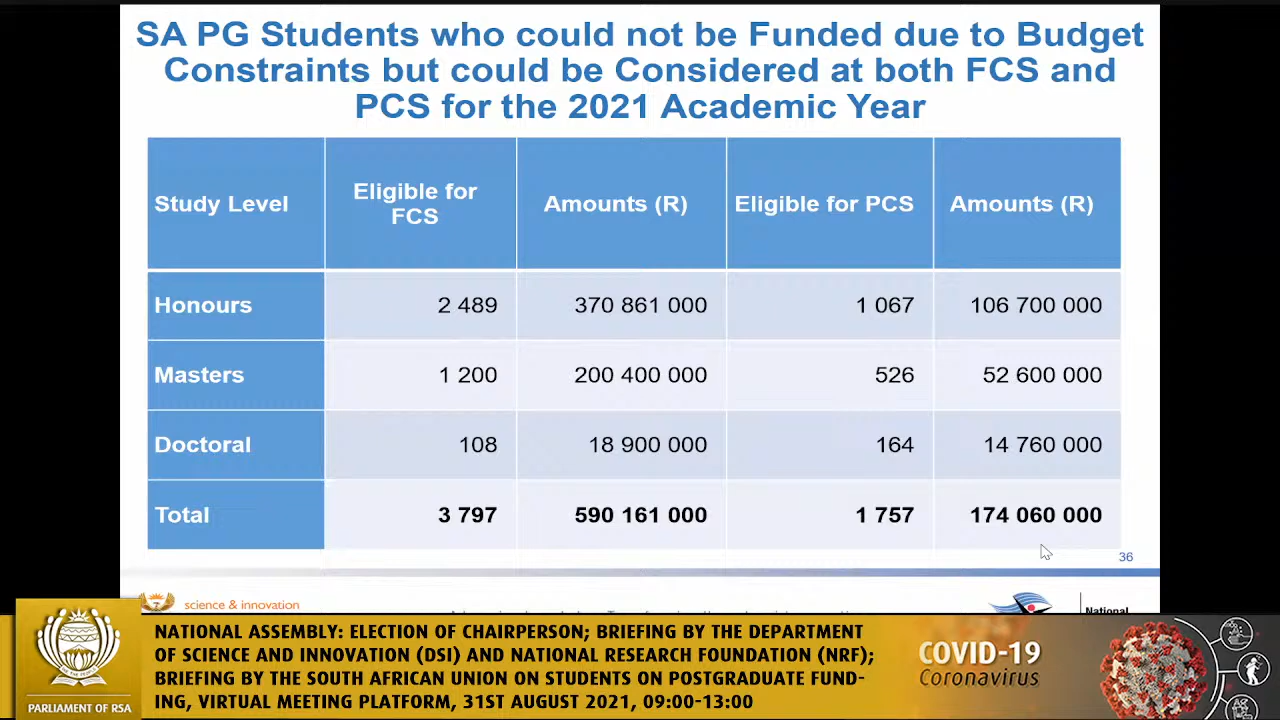 SA PG Students who could not be Funded due to Budget
Constraints but could be Considered at both FCS and
PCS for the 2021 Academic Year
Study Level Eligible for FCS Amounts (R) Eligible for PCS Amounts (R)
Honours 2 489 370 861 000 1 067 106 700 000
Masters 1 200 200 400 000 526 52 600 000
Doctoral 108 18 900 000 164 14 760 000
Total 3 797 590 161 000 1 757 174 060 000
36
science & innovation
National
NATIONAL ASSEMBLY: ELECTION OF CHAIRPERSON; BRIEFING BY THE DEPARTMENT
OF SCIENCE AND INNOVATION (DSI) AND NATIONAL RESEARCH FOUNDATION (NRF);
BRIEFING BY THE SOUTH AFRICAN UNION ON STUDENTS ON POSTGRADUATE FUND-
ING, VIRTUAL MEETING PLATFORM, 31ST AUGUST 2021, 09:00-13:00
PARLIAMENT OF RSA
COVID-19
Coronavirus